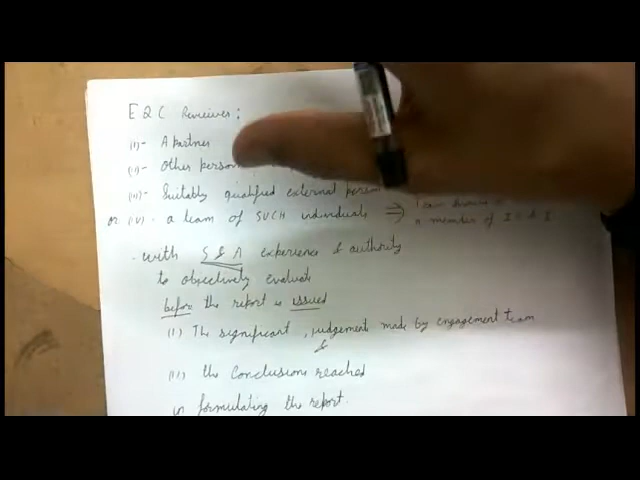 EQC Reviewer:
(i)- A partner
(ii)- Other person
(iii)- Suitably qualified external person
or (iv)- a team of SUCH individuals ⇒
a member of I
. with S & A experience & authority
to objectively evaluate
before the report is issued
(i) The significant judgements made by engagement team
&
(ii) the Conclusions reached
in formulating the report.